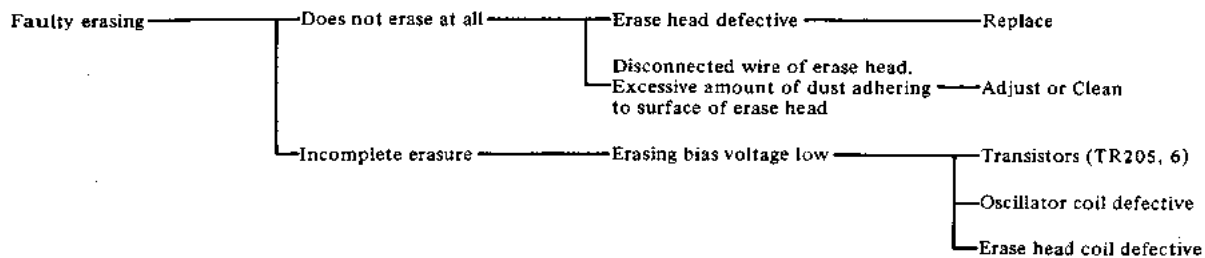 Faulty erasing
Does not erase at all
Erase head defective
Replace
Disconnected wire of erase head.
Excessive amount of dust adhering
to surface of erase head
Adjust or Clean
Incomplete erasure
Erasing bias voltage low
Transistors (TR205, 6)
Oscillator coil defective
Erase head coil defective